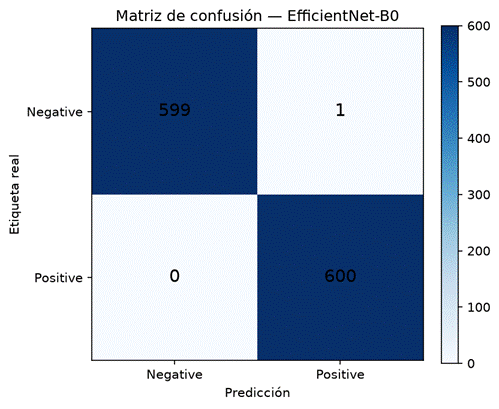 Matriz de confusión — EfficientNet-B0
Etiqueta real
Negative
599
1
Positive
0
600
Negative
Positive
Predicción
600
500
400
300
200
100
0